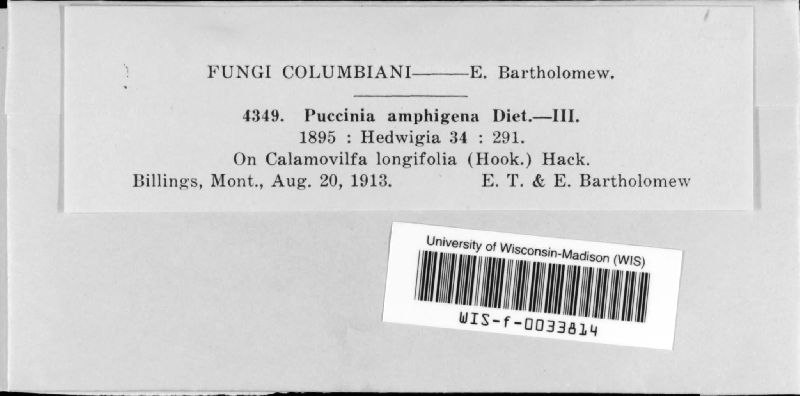 FUNGI COLUMBIANI——E. Bartholomew.
4349. Puccinia amphigena Diet.—III.
1895 : Hedwigia 34 : 291.
On Calamovilfa longifolia (Hook.) Hack.
Billings, Mont., Aug. 20, 1913. E. T. & E. Bartholomew
University of Wisconsin-Madison (WIS)
WIS-f-0033814